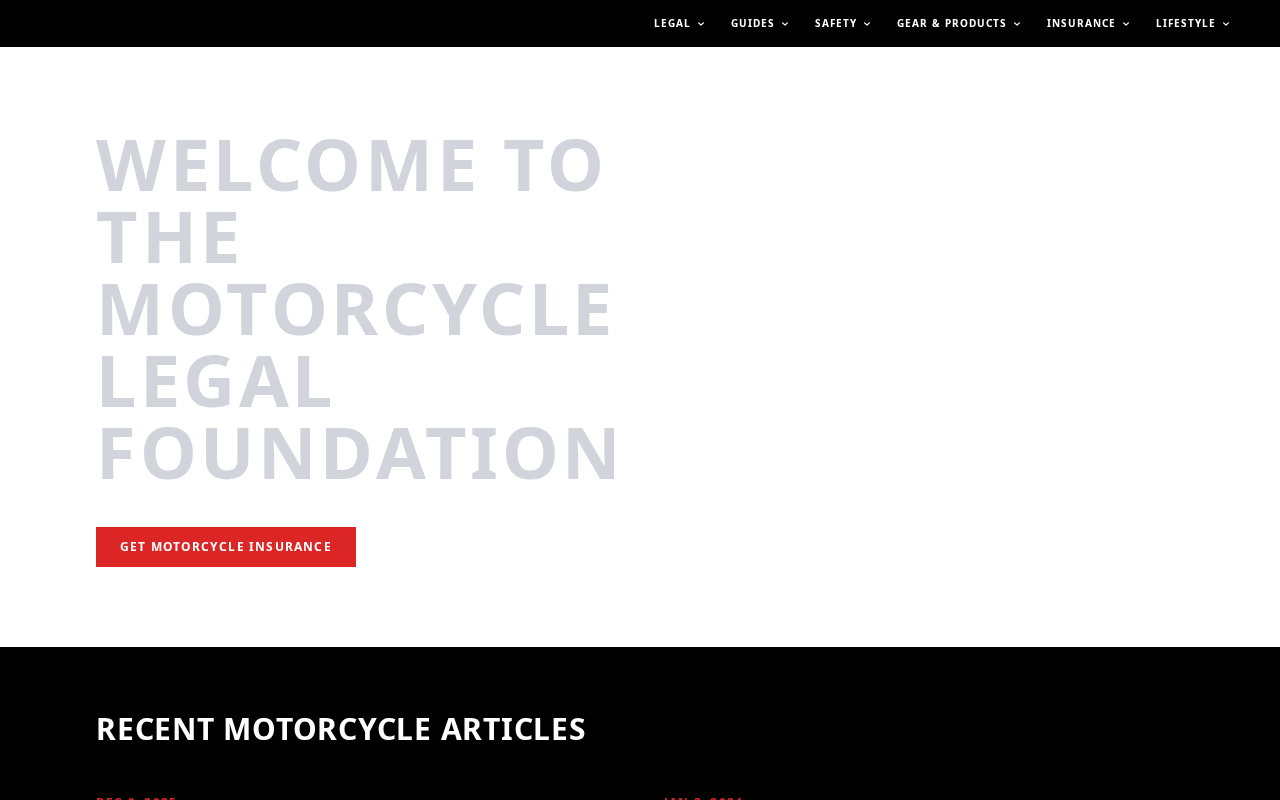 LEGAL
GUIDES
SAFETY
GEAR & PRODUCTS
INSURANCE
LIFESTYLE
WELCOME TO
THE
MOTORCYCLE
LEGAL
FOUNDATION
GET MOTORCYCLE INSURANCE
RECENT MOTORCYCLE ARTICLES